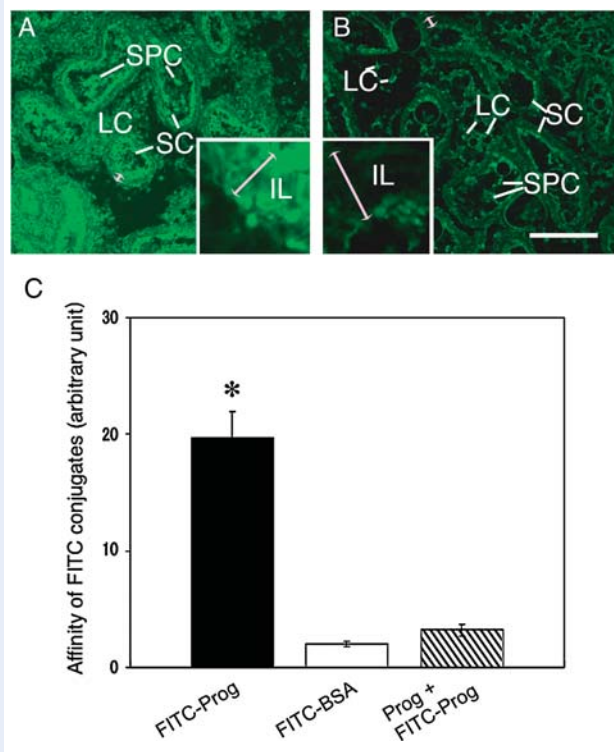 A
SPC
LC
SC
IL
B
LC
LC
SC
IL
SPC
C
Affinity of FITC conjugates (arbitrary unit)
30
20
10
0
*
FITC-Prog
FITC-BSA
Prog +
FITC-Prog